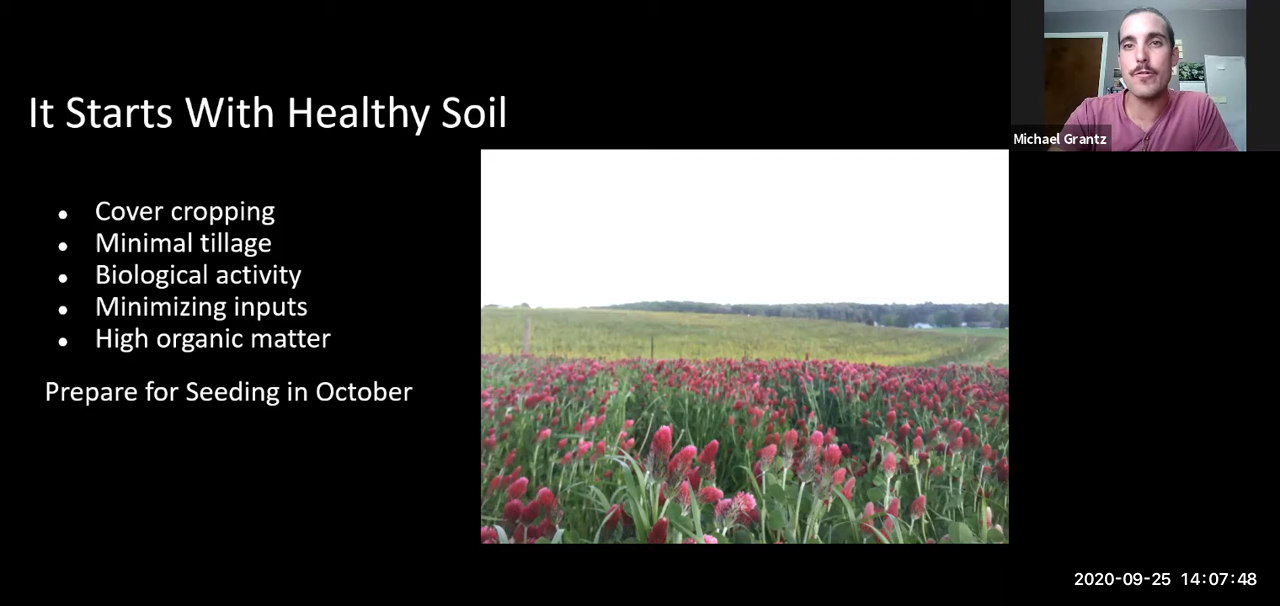 It Starts With Healthy Soil
Michael Grantz
● Cover cropping
● Minimal tillage
● Biological activity
● Minimizing inputs
● High organic matter
Prepare for Seeding in October
2020-09-25 14:07:48